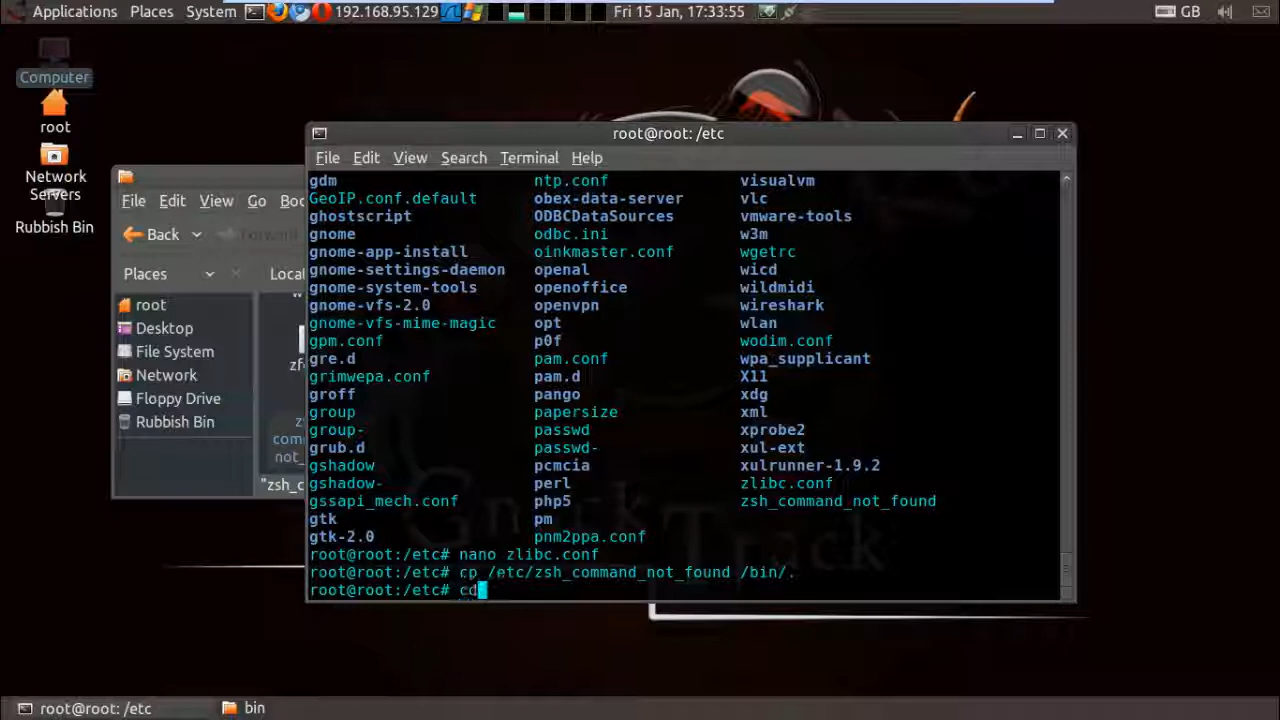 Applications Places System 192.168.95.129 Fri 15 Jan, 17:33:55 GB
Computer
root
Network
Servers
Rubbish Bin
File Edit View Go
Back Forward
Places
root
Desktop
File System
Network
Floppy Drive
Rubbish Bin
root@root: /etc
File Edit View Search Terminal Help
gdm ntp.conf visualvm
GeoIP.conf.default obex-data-server vlc
ghostscript ODBCDataSources vmware-tools
gnome odbc.ini w3m
gnome-app-install oinkmaster.conf wgetrc
gnome-settings-daemon openal wicd
gnome-system-tools openoffice wildmidi
gnome-vfs-2.0 openvpn wireshark
gnome-vfs-mime-magic opt wlan
gpm.conf p0f wodim.conf
gre.d pam.conf wpa_supplicant
grimwepa.conf pam.d X11
groff pango xdg
group papersize xml
group- passwd xprobe2
grub.d passwd- xul-ext
gshadow pcmcia xulrunner-1.9.2
gshadow- perl zlibc.conf
gssapi_mech.conf php5 zsh_command_not_found
gtk pm
gtk-2.0 pnm2ppa.conf
root@root:/etc# nano zlibc.conf
root@root:/etc# cp /etc/zsh_command_not_found /bin/.
root@root:/etc# cd
root@root: /etc bin